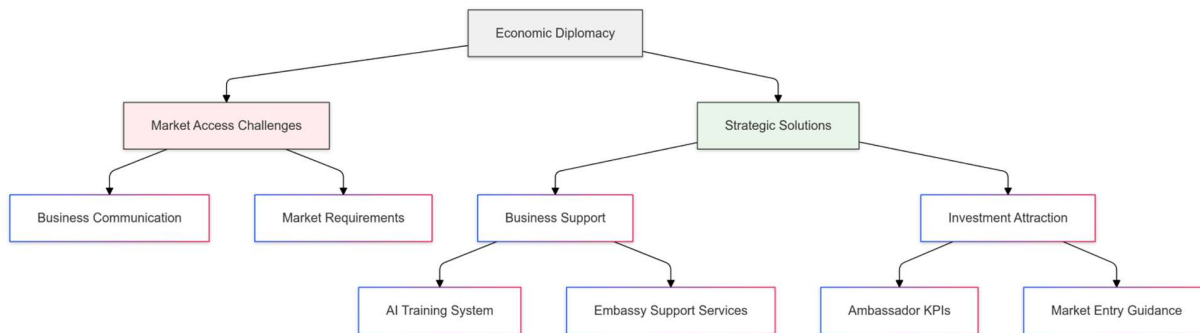 Economic Diplomacy
Market Access Challenges
Strategic Solutions
Business Communication
Market Requirements
Business Support
Investment Attraction
AI Training System
Embassy Support Services
Ambassador KPIs
Market Entry Guidance